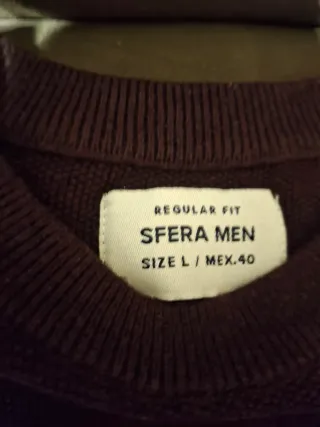 REGULAR FIT
SFERA MEN
SIZE L / MEX.40